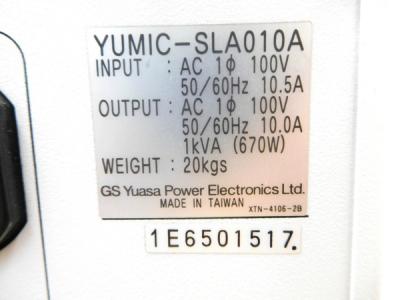 YUMIC-SLA010A
INPUT : AC 1Φ 100V
50/60Hz 10.5A
OUTPUT : AC 1Φ 100V
50/60Hz 10.0A
1kVA (670W)
WEIGHT : 20kgs
GS Yuasa Power Electronics Ltd.
MADE IN TAIWAN
XTN-4106-2B
1E6501517.